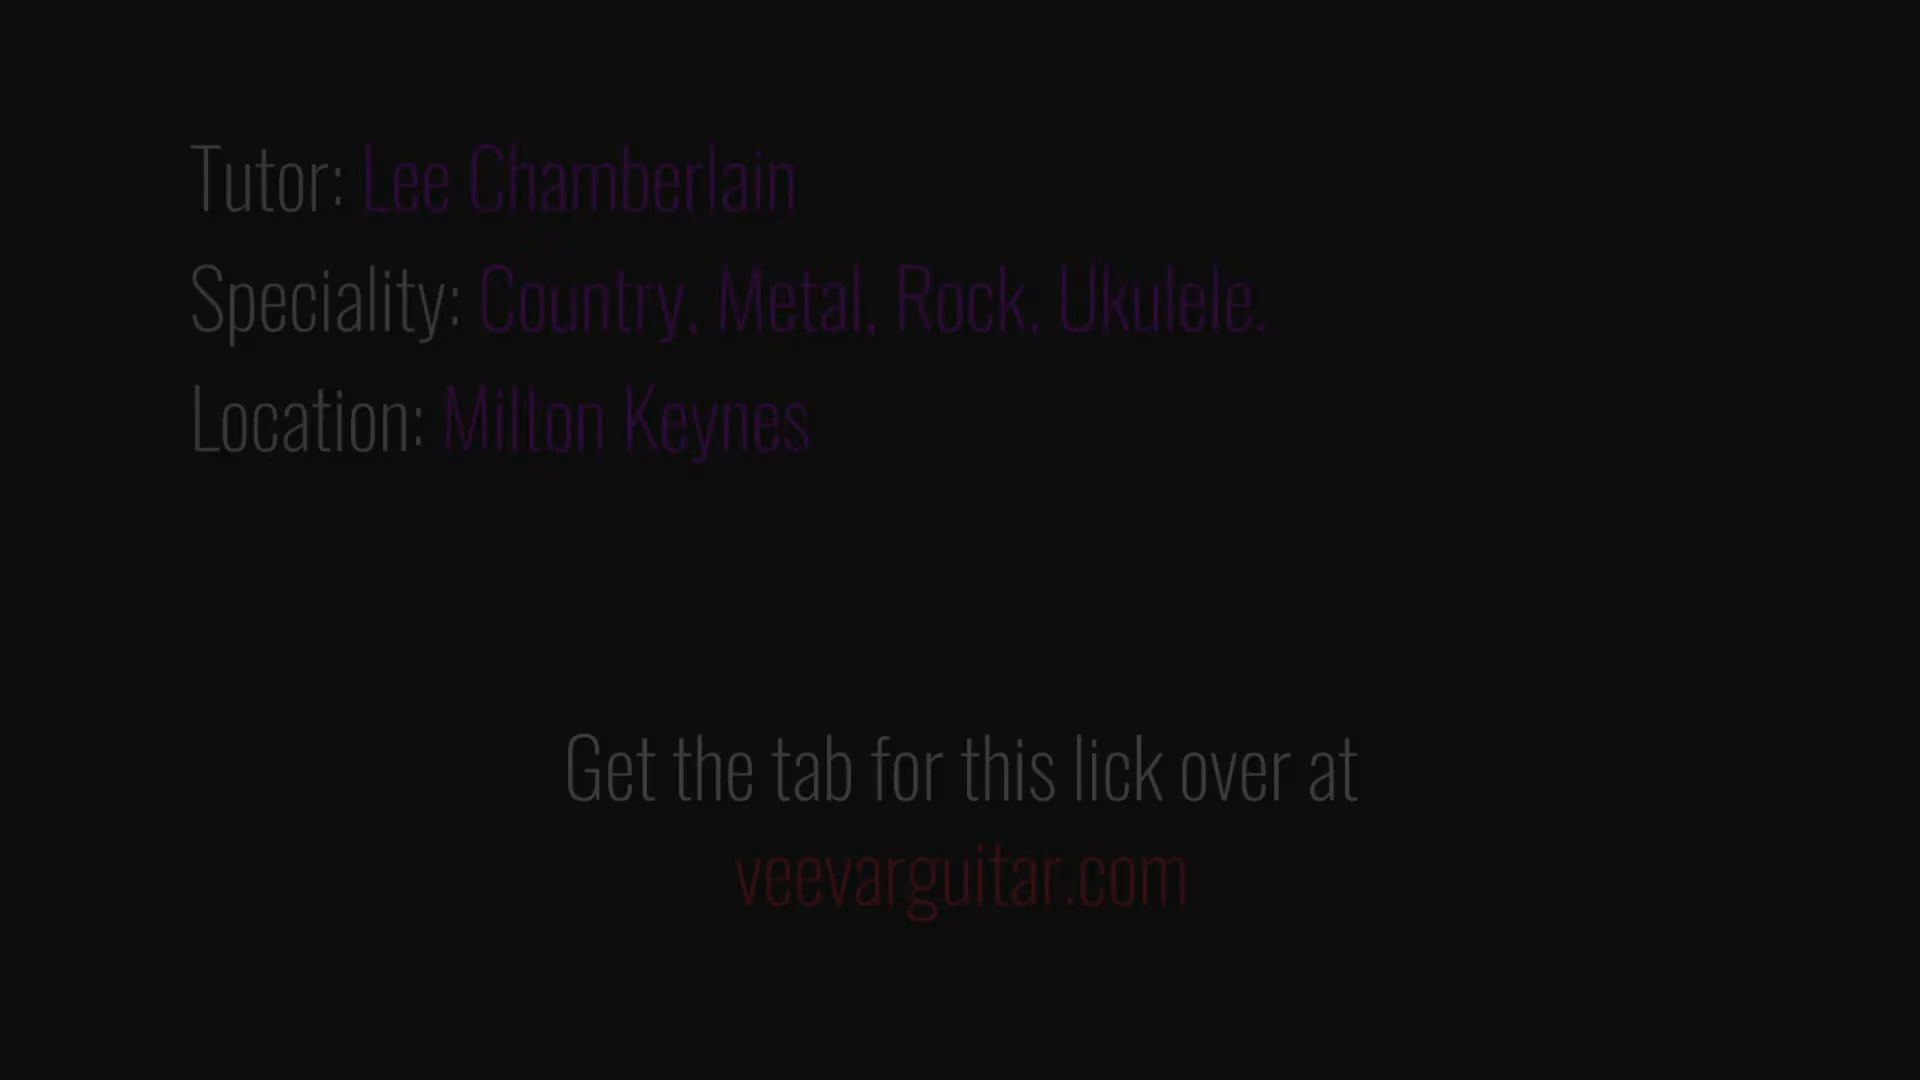 Tutor: Lee Chamberlain
Speciality: Country, Metal, Rock, Ukulele.
Location: Milton Keynes
Get the tab for this lick over at
veevarguitar.com